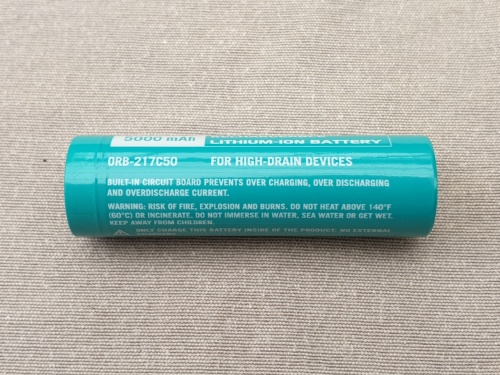 5000 mAh LITHIUM-ION BATTERY
ORB-217C50 FOR HIGH-DRAIN DEVICES
BUILT-IN CIRCUIT BOARD PREVENTS OVER CHARGING, OVER DISCHARGING
AND OVERDISCHARGE CURRENT.
WARNING: RISK OF FIRE, EXPLOSION AND BURNS. DO NOT HEAT ABOVE 140°F
(60°C) OR INCINERATE. DO NOT IMMERSE IN WATER, SEA WATER OR GET WET.
KEEP AWAY FROM CHILDREN.
ONLY CHARGE THIS BATTERY INSIDE OF THE PRODUCT. NO EXTERNAL